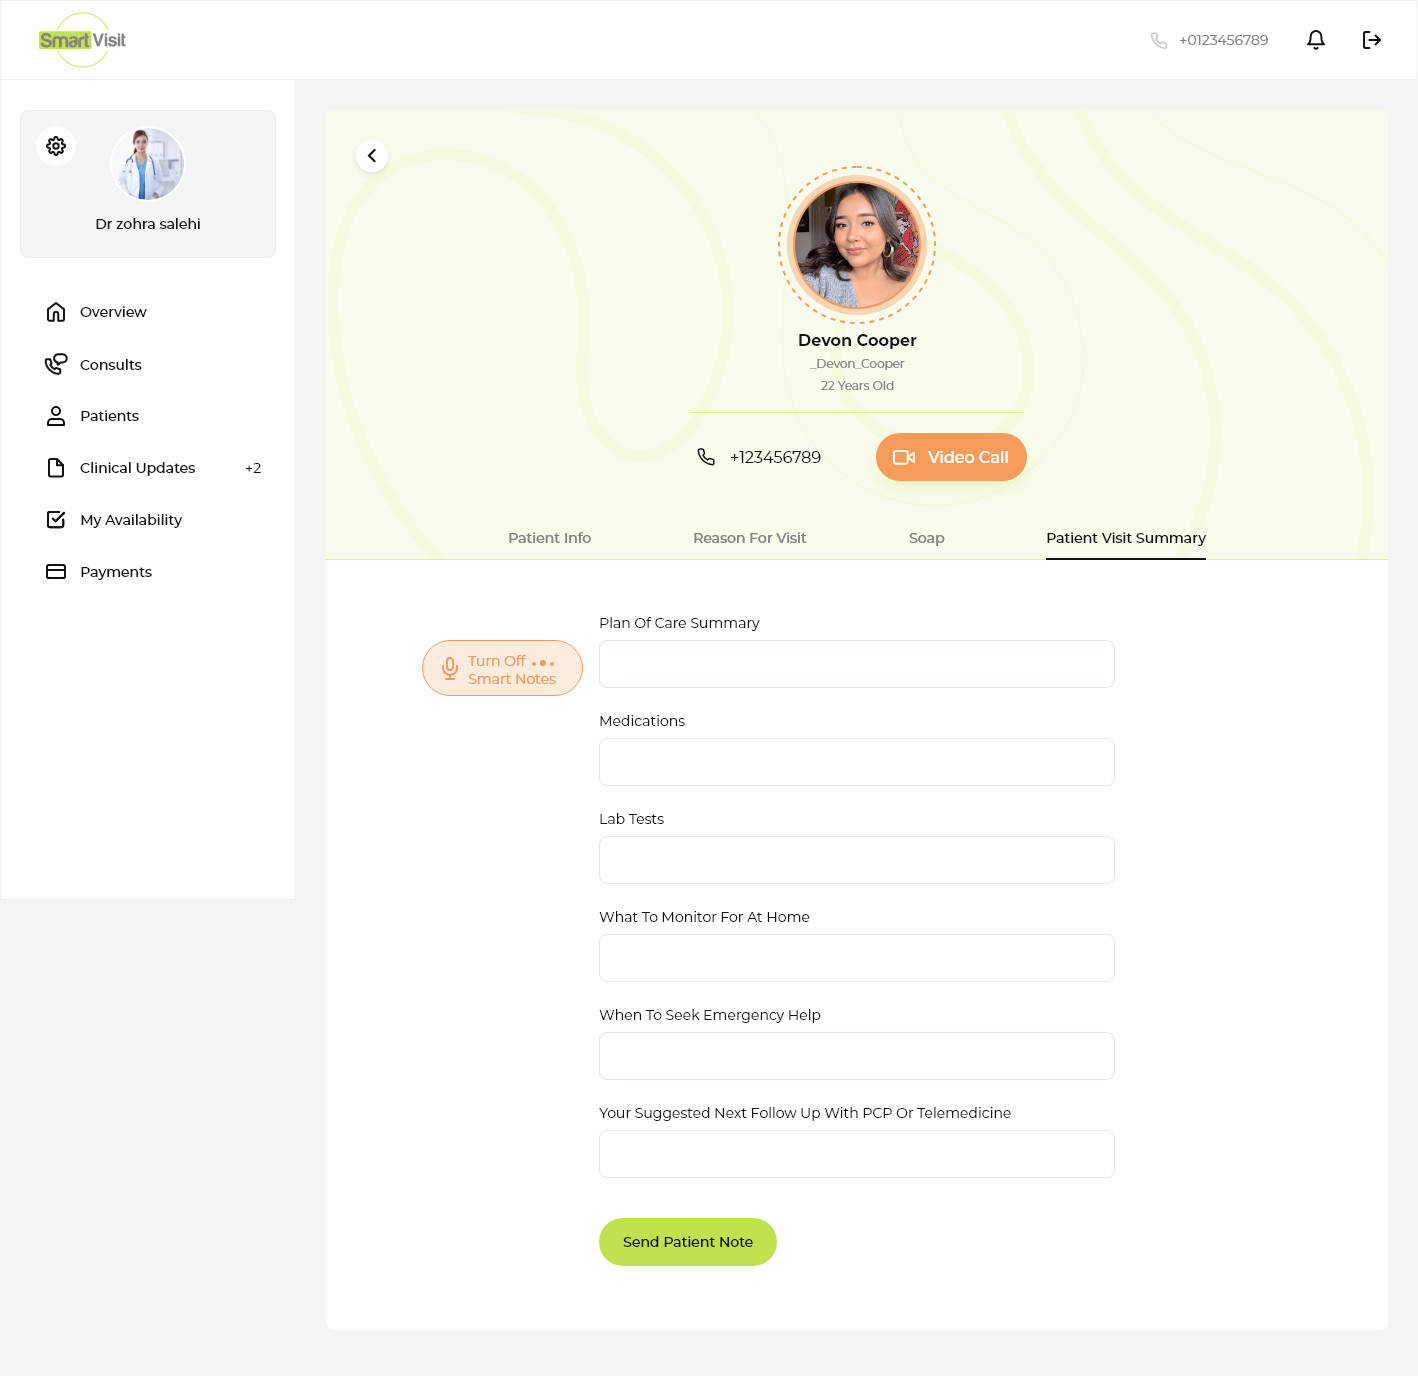 Smart Visit
+0123456789
Dr zohra salehi
Overview
Consults
Patients
Clinical Updates +2
My Availability
Payments
Devon Cooper
_Devon_Cooper
22 Years Old
+123456789
Video Call
Patient Info
Reason For Visit
Soap
Patient Visit Summary
Turn Off
Smart Notes
Plan Of Care Summary
Medications
Lab Tests
What To Monitor For At Home
When To Seek Emergency Help
Your Suggested Next Follow Up With PCP Or Telemedicine
Send Patient Note